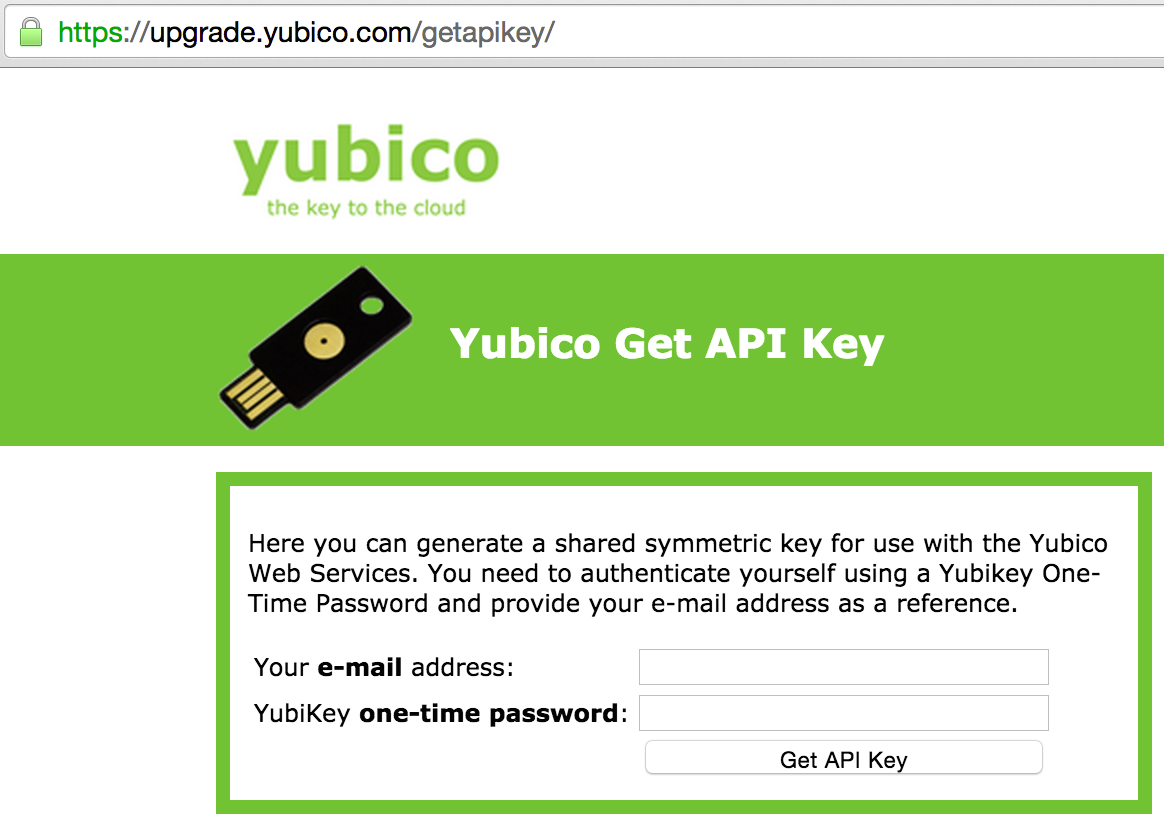 https://upgrade.yubico.com/getapikey/
yubico
the key to the cloud
Yubico Get API Key
Here you can generate a shared symmetric key for use with the Yubico
Web Services. You need to authenticate yourself using a Yubikey One-
Time Password and provide your e-mail address as a reference.
Your e-mail address:
YubiKey one-time password:
Get API Key